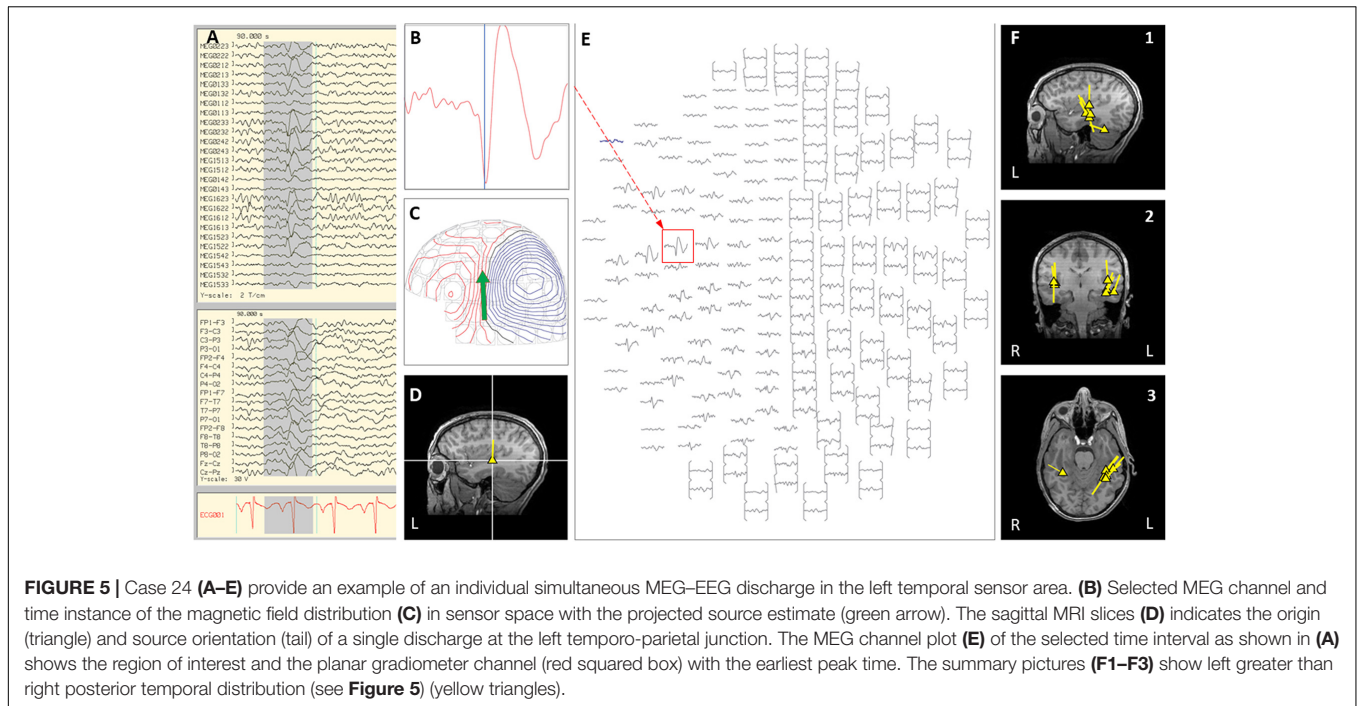 A
90.000 s
MEG0223
MEG0222
MEG0212
MEG0213
MEG0133
MEG0132
MEG0112
MEG0113
MEG0233
MEG0232
MEG0242
MEG0243
MEG1513
MEG1512
MEG0142
MEG0143
MEG1623
MEG1622
MEG1612
MEG1613
MEG1523
MEG1522
MEG1542
MEG1543
MEG1532
MEG1533
Y-scale: 2 T/cm
90.000 s
FP1-F3
F3-C3
C3-P3
P3-O1
FP2-F4
F4-C4
C4-P4
P4-O2
FP1-F7
F7-T7
T7-P7
P7-O1
FP2-F8
F8-T8
T8-P8
P8-O2
Fz-Cz
Cz-Pz
Y-scale: 30 V
ECG001
B
C
D
L
E
F 1
L
2
R L
3
R L
FIGURE 5 | Case 24 (A–E) provide an example of an individual simultaneous MEG–EEG discharge in the left temporal sensor area. (B) Selected MEG channel and
time instance of the magnetic field distribution (C) in sensor space with the projected source estimate (green arrow). The sagittal MRI slices (D) indicates the origin
(triangle) and source orientation (tail) of a single discharge at the left temporo-parietal junction. The MEG channel plot (E) of the selected time interval as shown in (A)
shows the region of interest and the planar gradiometer channel (red squared box) with the earliest peak time. The summary pictures (F1–F3) show left greater than
right posterior temporal distribution (see Figure 5) (yellow triangles).